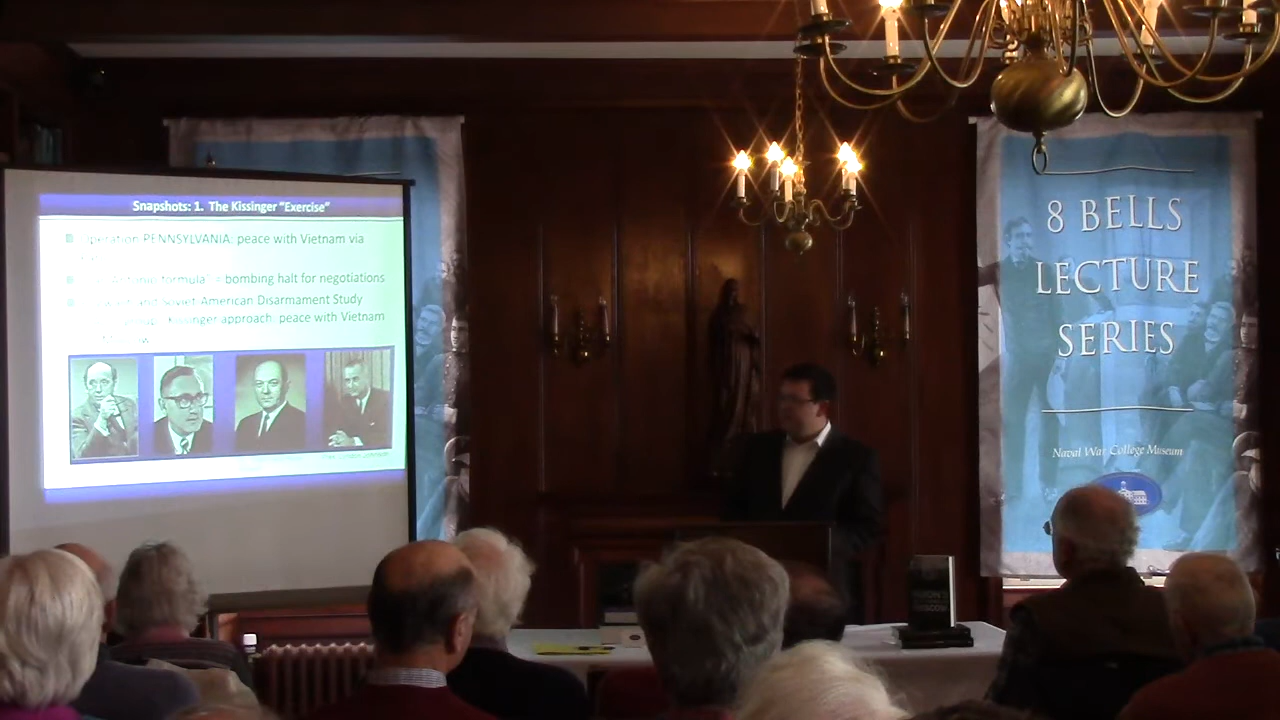 Snapshots: 1. The Kissinger "Exercise"
Operation PENNSYLVANIA: peace with Vietnam via
formula" = bombing halt for negotiations
and Soviet-American Disarmament Study
Kissinger approach: peace with Vietnam
8 BELLS
LECTURE
SERIES
Naval War College Museum